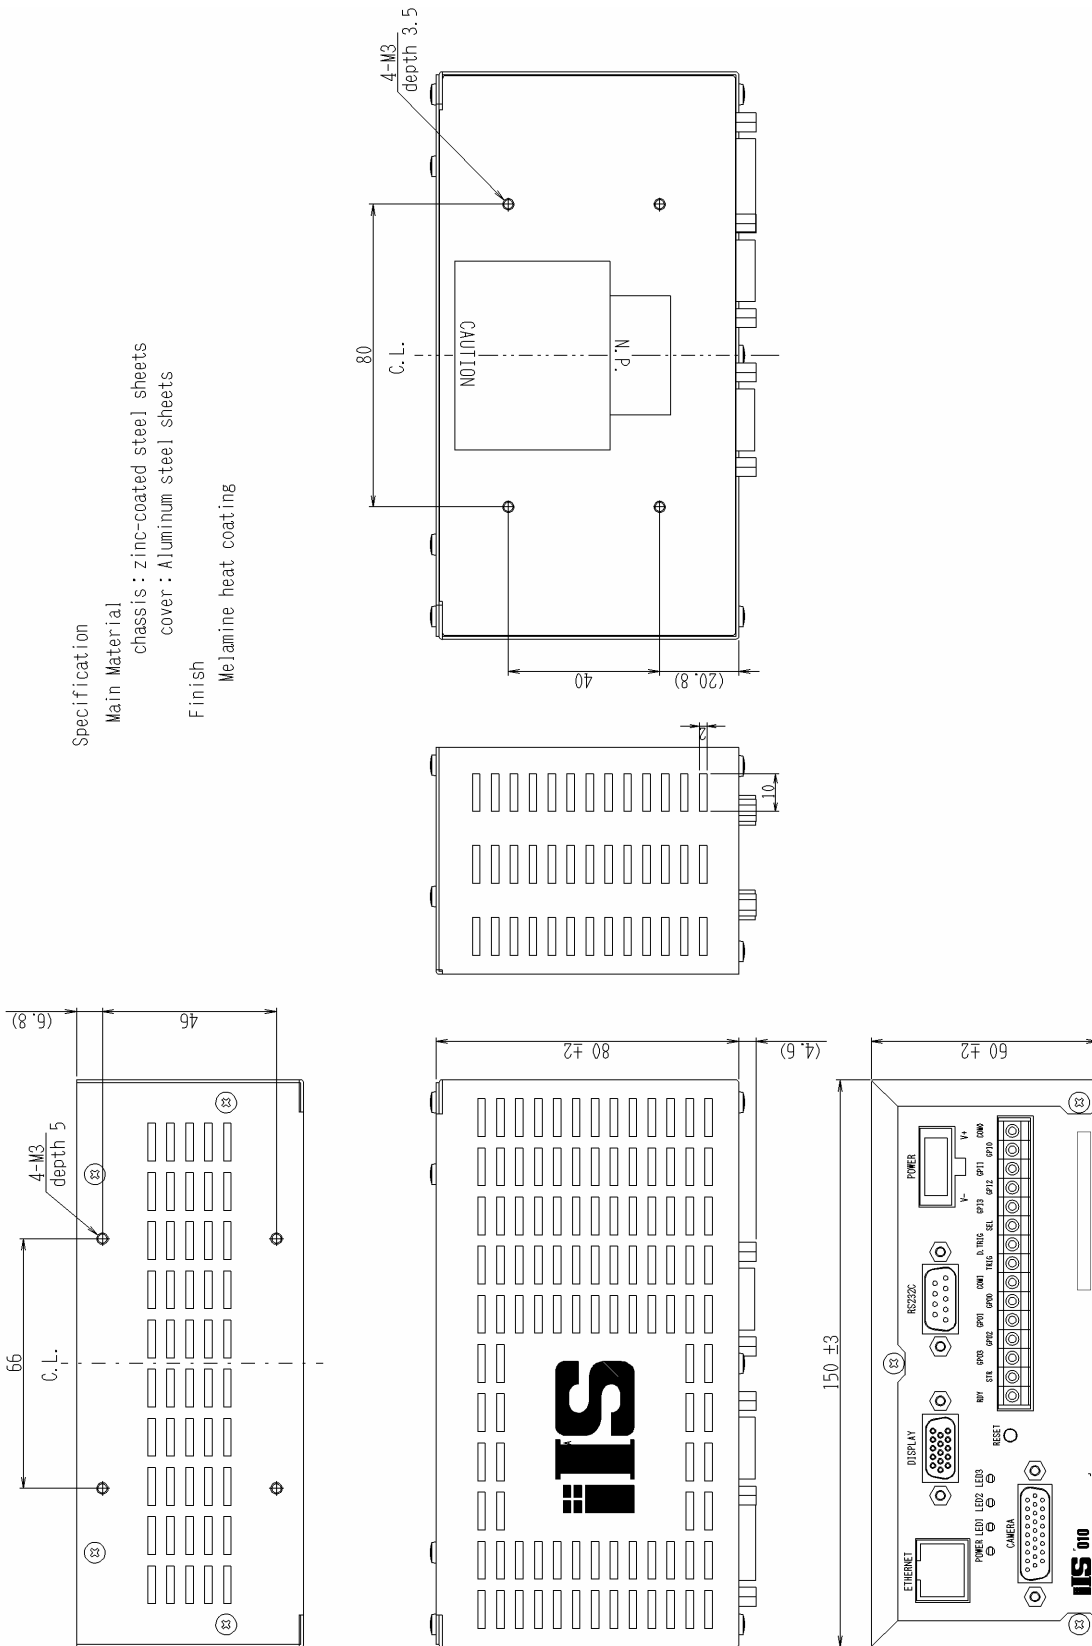 Specification
Main Material
chassis : zinc-coated steel sheets
cover : Aluminum steel sheets
Finish
Melamine heat coating
4-M3
depth 3.5
80
C.L.
CAUTION
N.P.
40
(20.8)
2
10
4-M3
depth 5
66
C.L.
46
(6.8)
80 ±2
(4.6)
iIS
150 ±3
60 ±2
ETHERNET
DISPLAY
RS232C
POWER
V- V+
POWER LED1 LED2 LED3
RESET
CAMERA
RDY STR GPO3 GPO2 GPO1 GPO0 COM1 TRIG D.TRIG SEL GPI3 GPI2 GPI1 GPI0 COM0
iIS 010